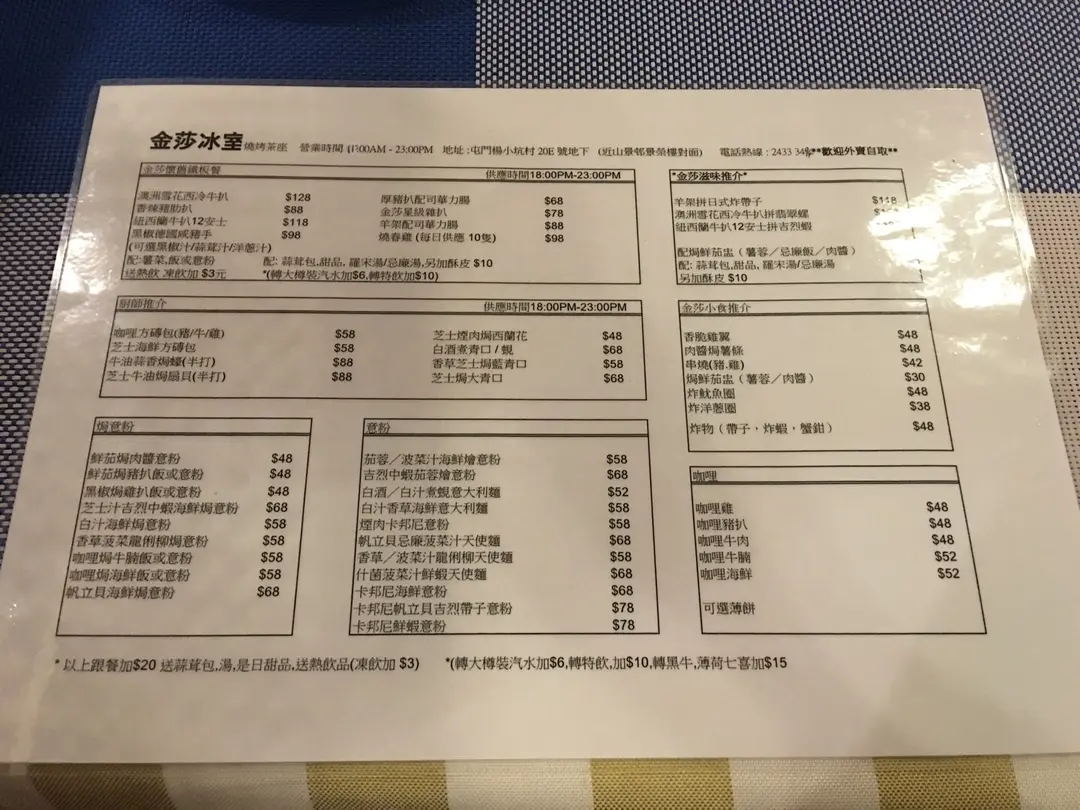 金莎冰室 燒烤茶座 營業時間 11:00AM - 23:00PM 地址:屯門楊小坑村 20E 號地下 (近山景邨景榮樓對面) 電話熱線 : 2433 **歡迎外賣自取**
金莎懷舊鐵板餐 供應時間18:00PM-23:00PM
澳洲雪花西冷牛扒 $128 厚豬扒配司華力腸 $68
香辣豬肋扒 $88 金莎星級雜扒 $78
紐西蘭牛扒12安士 $118 羊架配司華力腸 $88
黑椒德國咸豬手 $98 燒春雞 (每日供應 10隻) $98
(可選黑椒汁/蒜茸汁/洋蔥汁)
配:薯菜,飯或意粉 配: 蒜茸包,甜品, 羅宋湯/忌廉湯,另加酥皮 $10
送熱飲 凍飲加 $3元 *(轉大樽裝汽水加$6,轉特飲加$10)
*金莎滋味推介*
羊架拼日式炸帶子 $118
澳洲雪花西冷牛扒拼翡翠螺
紐西蘭牛扒12安士拼吉烈蝦
配焗鮮茄盅（薯蓉／忌廉飯／肉醬）
配: 蒜茸包,甜品, 羅宋湯/忌廉湯
另加酥皮 $10
廚師推介 供應時間18:00PM-23:00PM
咖喱方磚包(豬/牛/雞) $58 芝士煙肉焗西蘭花 $48
芝士海鮮方磚包 $58 白酒煮青口 / 蜆 $68
牛油蒜香焗蠔(半打) $88 香草芝士焗藍青口 $58
芝士牛油焗扇貝(半打) $88 芝士焗大青口 $68
金莎小食推介
香脆雞翼 $48
肉醬焗薯條 $48
串燒(豬.雞) $42
焗鮮茄盅（薯蓉／肉醬） $30
炸魷魚圈 $48
炸洋蔥圈 $38
炸物（帶子，炸蝦，蟹鉗） $48
焗意粉
鮮茄焗肉醬意粉 $48
鮮茄焗豬扒飯或意粉 $48
黑椒焗雞扒飯或意粉 $48
芝士汁吉烈中蝦海鮮焗意粉 $68
白汁海鮮焗意粉 $58
香草菠菜龍俐柳焗意粉 $58
咖喱焗牛腩飯或意粉 $58
咖喱焗海鮮飯或意粉 $58
帆立貝海鮮焗意粉 $68
意粉
茄蓉／波菜汁海鮮燴意粉 $58
吉烈中蝦茄蓉燴意粉 $68
白酒／白汁煮蜆意大利麵 $52
白汁香草海鮮意大利麵 $58
煙肉卡邦尼意粉 $58
帆立貝忌廉菠菜汁天使麵 $68
香草／波菜汁龍俐柳天使麵 $58
什菌菠菜汁鮮蝦天使麵 $68
卡邦尼海鮮意粉 $68
卡邦尼帆立貝吉烈帶子意粉 $78
卡邦尼鮮蝦意粉 $78
咖哩
咖哩雞 $48
咖哩豬扒 $48
咖哩牛肉 $48
咖哩牛腩 $52
咖哩海鮮 $52
可選薄餅
* 以上跟餐加$20 送蒜茸包,湯,是日甜品,送熱飲品(凍飲加 $3) *(轉大樽裝汽水加$6,轉特飲,加$10,轉黑牛,薄荷七喜加$15